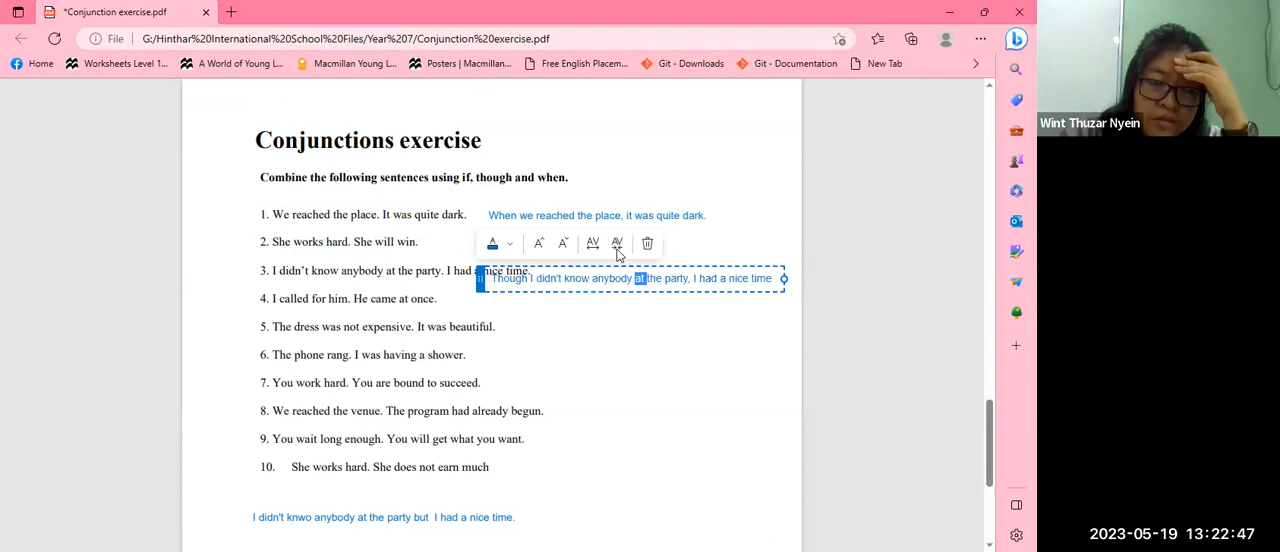 *Conjunction exercise.pdf
File G:/Hinthar%20International%20School%20Files/Year%207/Conjunction%20exercise.pdf
Home Worksheets Level 1... A World of Young L... Macmillan Young L... Posters | Macmillan... Free English Placem... Git - Downloads Git - Documentation New Tab
Wint Thuzar Nyein
Conjunctions exercise
Combine the following sentences using if, though and when.
1. We reached the place. It was quite dark. When we reached the place, it was quite dark.
2. She works hard. She will win.
3. I didn't know anybody at the party. I had a nice time.
Though I didn't know anybody at the party, I had a nice time
4. I called for him. He came at once.
5. The dress was not expensive. It was beautiful.
6. The phone rang. I was having a shower.
7. You work hard. You are bound to succeed.
8. We reached the venue. The program had already begun.
9. You wait long enough. You will get what you want.
10. She works hard. She does not earn much
I didn't knwo anybody at the party but I had a nice time.
2023-05-19 13:22:47